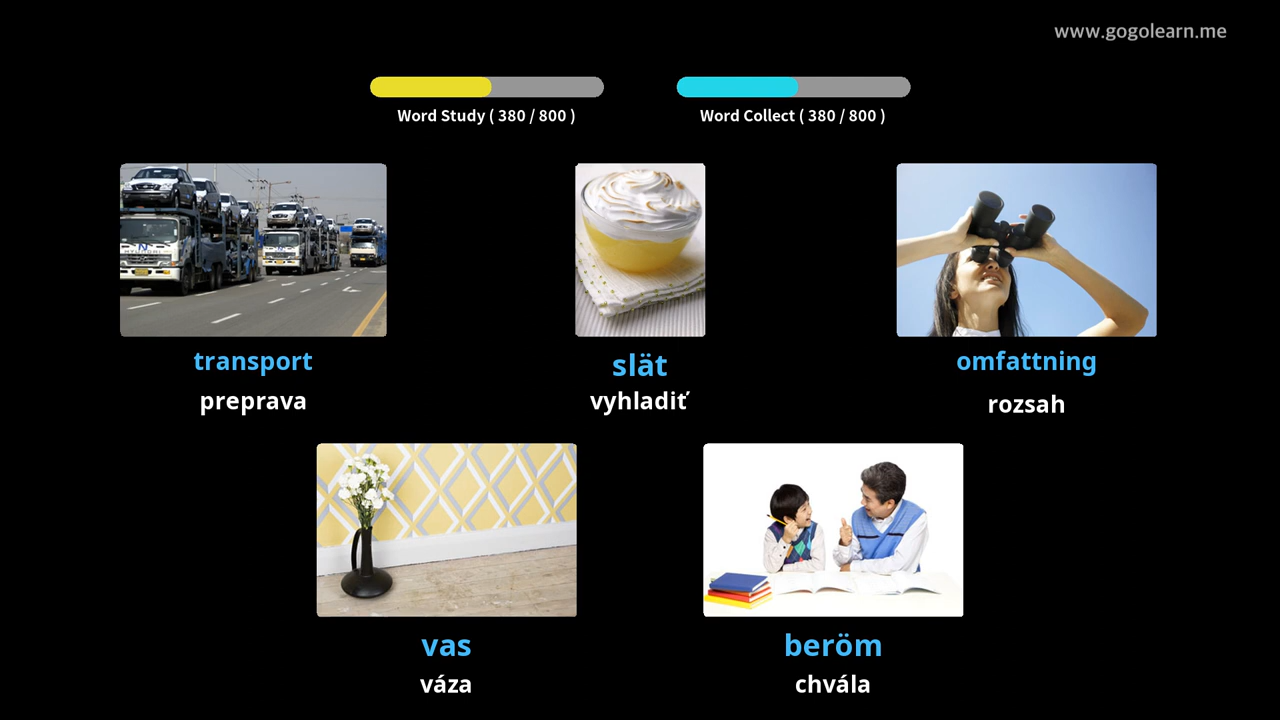 www.gogolearn.me
Word Study ( 380 / 800 )
Word Collect ( 380 / 800 )
transport
preprava
slät
vyhladiť
omfattning
rozsah
vas
váza
beröm
chvála